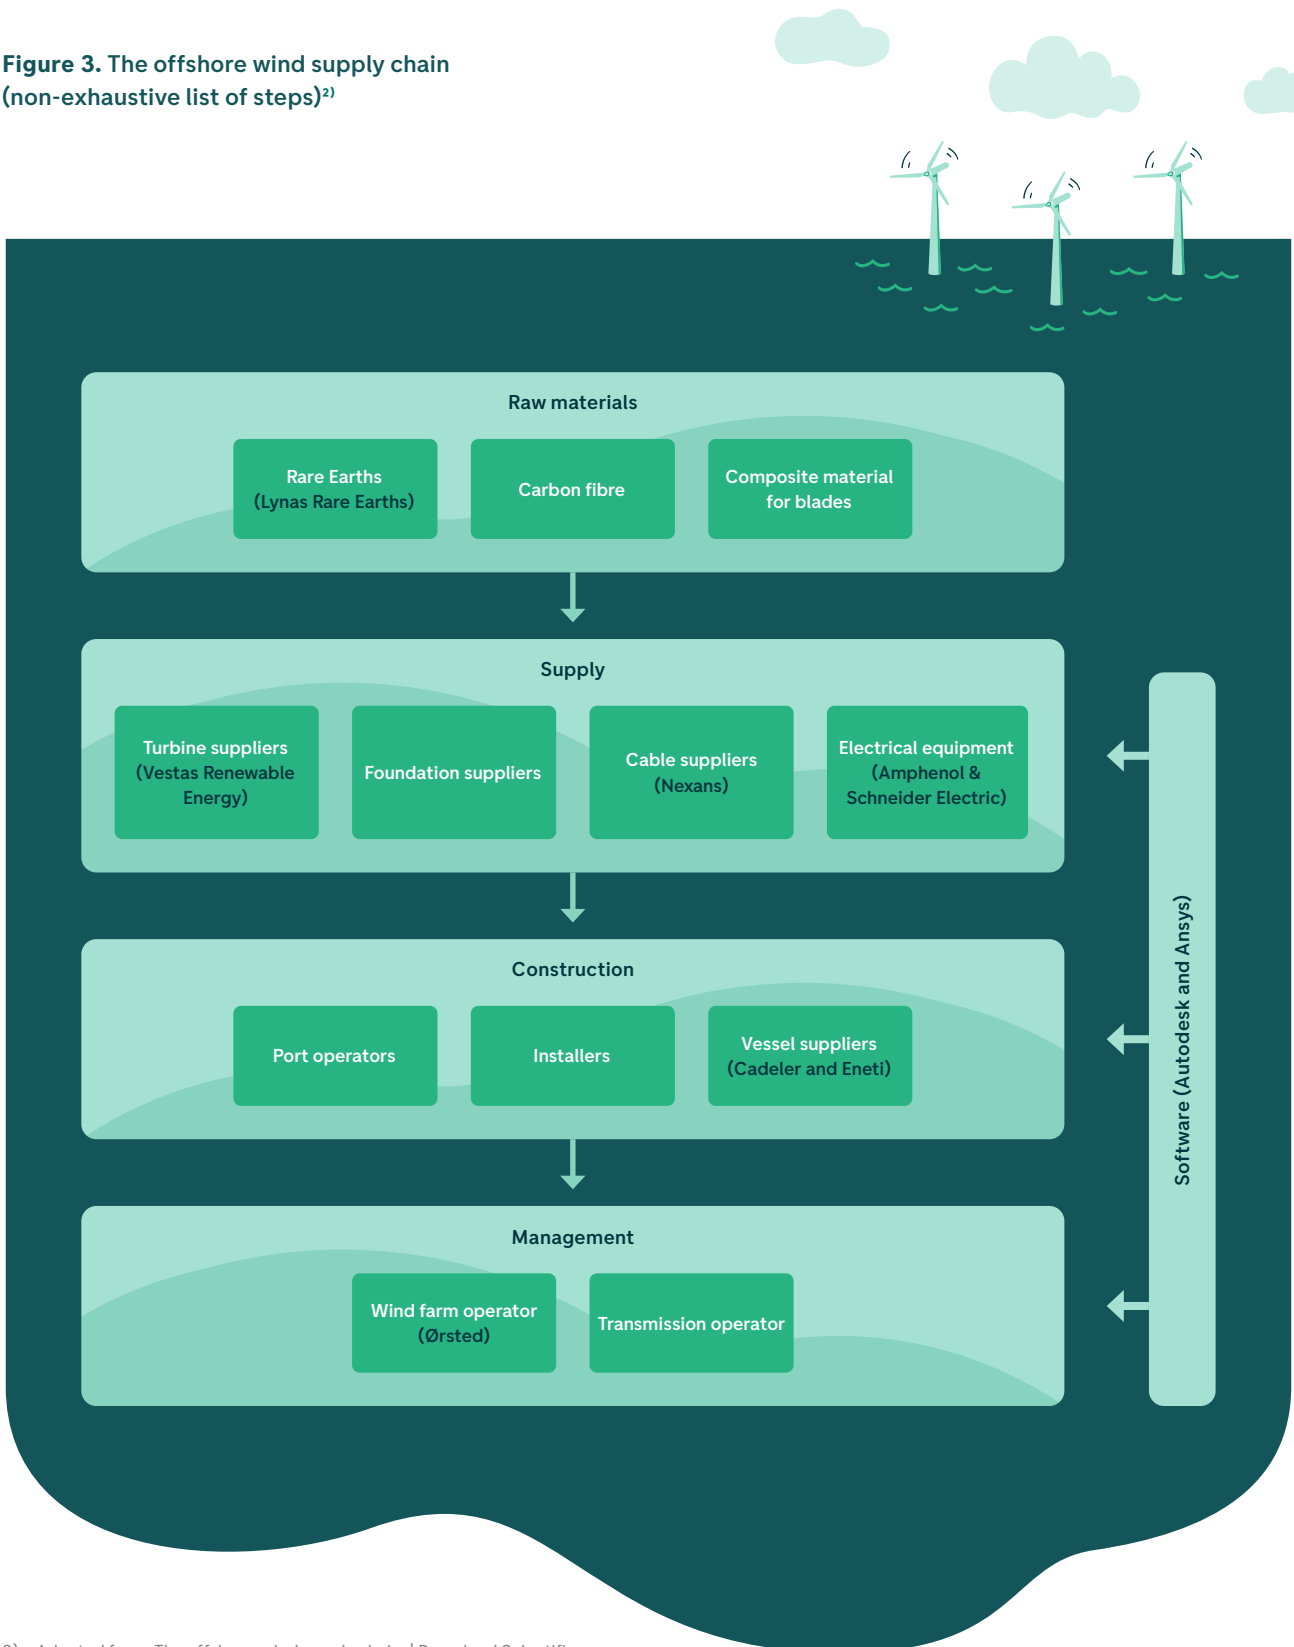 Figure 3. The offshore wind supply chain
(non-exhaustive list of steps)²⁾
Raw materials
Rare Earths
(Lynas Rare Earths)
Carbon fibre
Composite material
for blades
Supply
Turbine suppliers
(Vestas Renewable
Energy)
Foundation suppliers
Cable suppliers
(Nexans)
Electrical equipment
(Amphenol &
Schneider Electric)
Construction
Port operators
Installers
Vessel suppliers
(Cadeler and Eneti)
Management
Wind farm operator
(Ørsted)
Transmission operator
Software (Autodesk and Ansys)